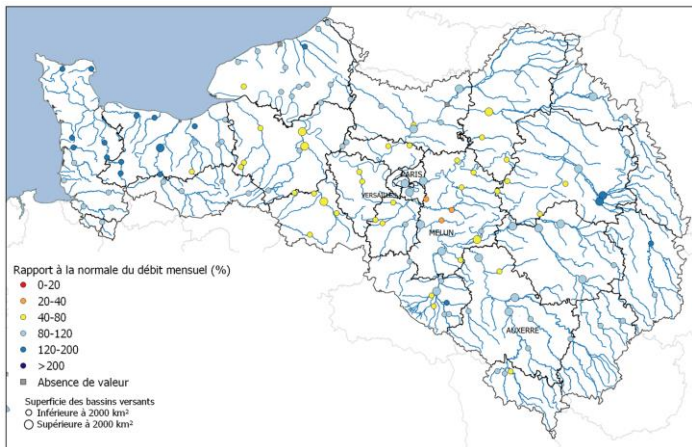 PARIS
VERSAILLES
MELUN
AUXERRE
Rapport à la normale du débit mensuel (%)
0-20
20-40
40-80
80-120
120-200
>200
Absence de valeur
Superficie des bassins versants
Inférieure à 2000 km²
Supérieure à 2000 km²